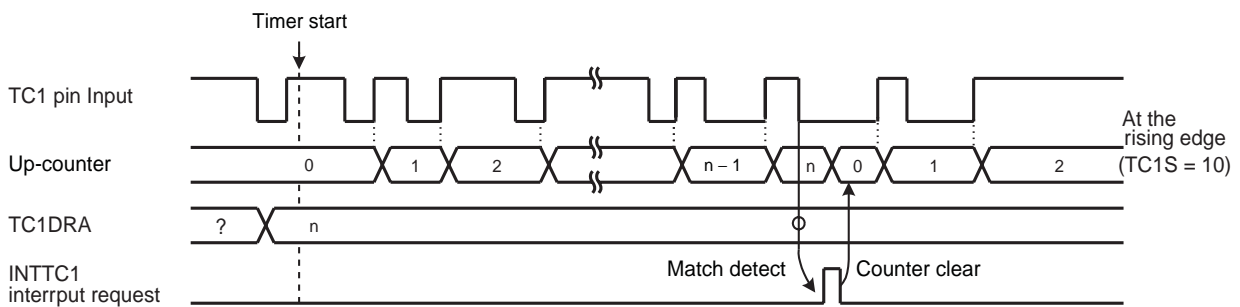 Timer start
TC1 pin Input
At the
rising edge
(TC1S = 10)
Up-counter
0 1 2 n – 1 n 0 1 2
TC1DRA
? n
INTTC1
interrput request
Match detect
Counter clear